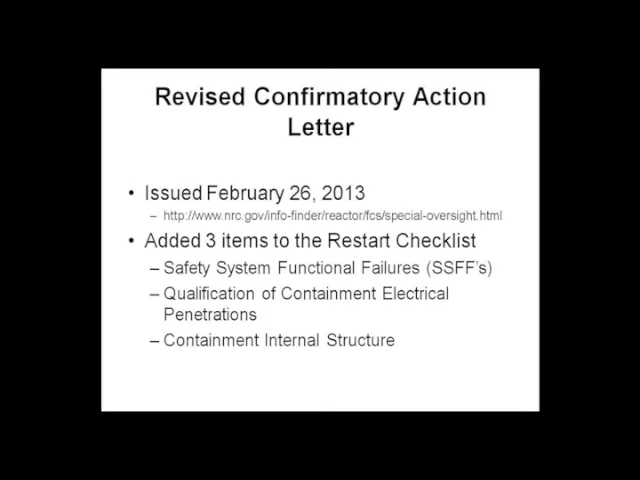 Revised Confirmatory Action
Letter
• Issued February 26, 2013
– http://www.nrc.gov/info-finder/reactor/fcs/special-oversight.html
• Added 3 items to the Restart Checklist
– Safety System Functional Failures (SSFF's)
– Qualification of Containment Electrical
Penetrations
– Containment Internal Structure